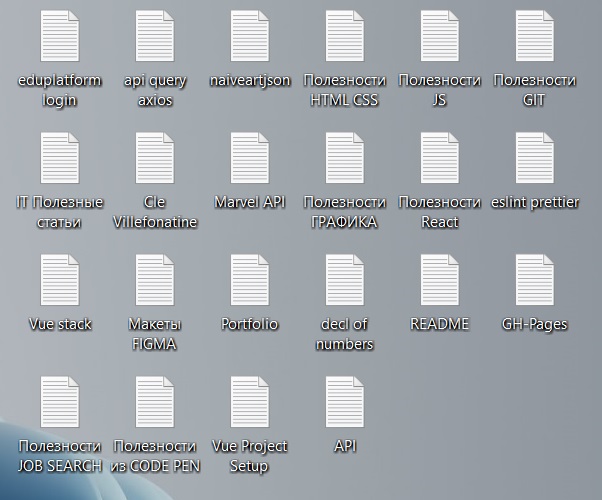 eduplatform
login
api query
axios
naiveartjson
Полезности
HTML CSS
Полезности
JS
Полезности
GIT
IT Полезные
статьи
Cle
Villefonatine
Marvel API
Полезности
ГРАФИКА
Полезности
React
eslint prettier
Vue stack
Макеты
FIGMA
Portfolio
decl of
numbers
README
GH-Pages
Полезности
JOB SEARCH
Полезности
из CODE PEN
Vue Project
Setup
API